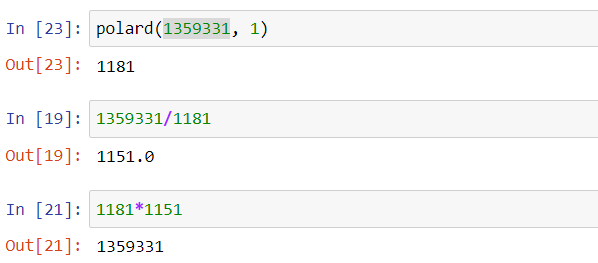 In [23]: polard(1359331, 1)
Out[23]: 1181
In [19]: 1359331/1181
Out[19]: 1151.0
In [21]: 1181*1151
Out[21]: 1359331